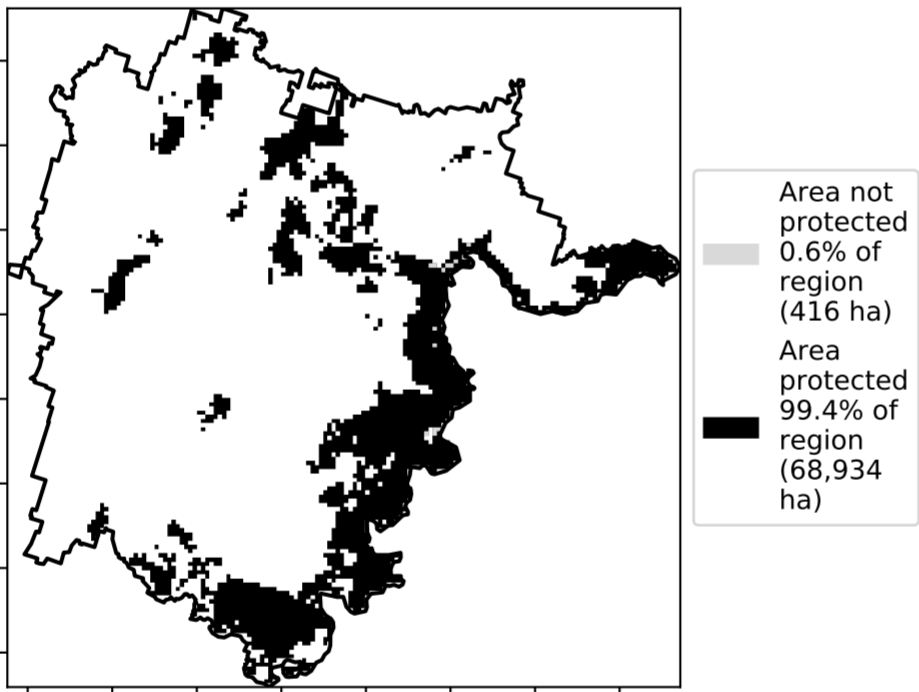 Area not
protected
0.6% of
region
(416 ha)
Area
protected
99.4% of
region
(68,934
ha)